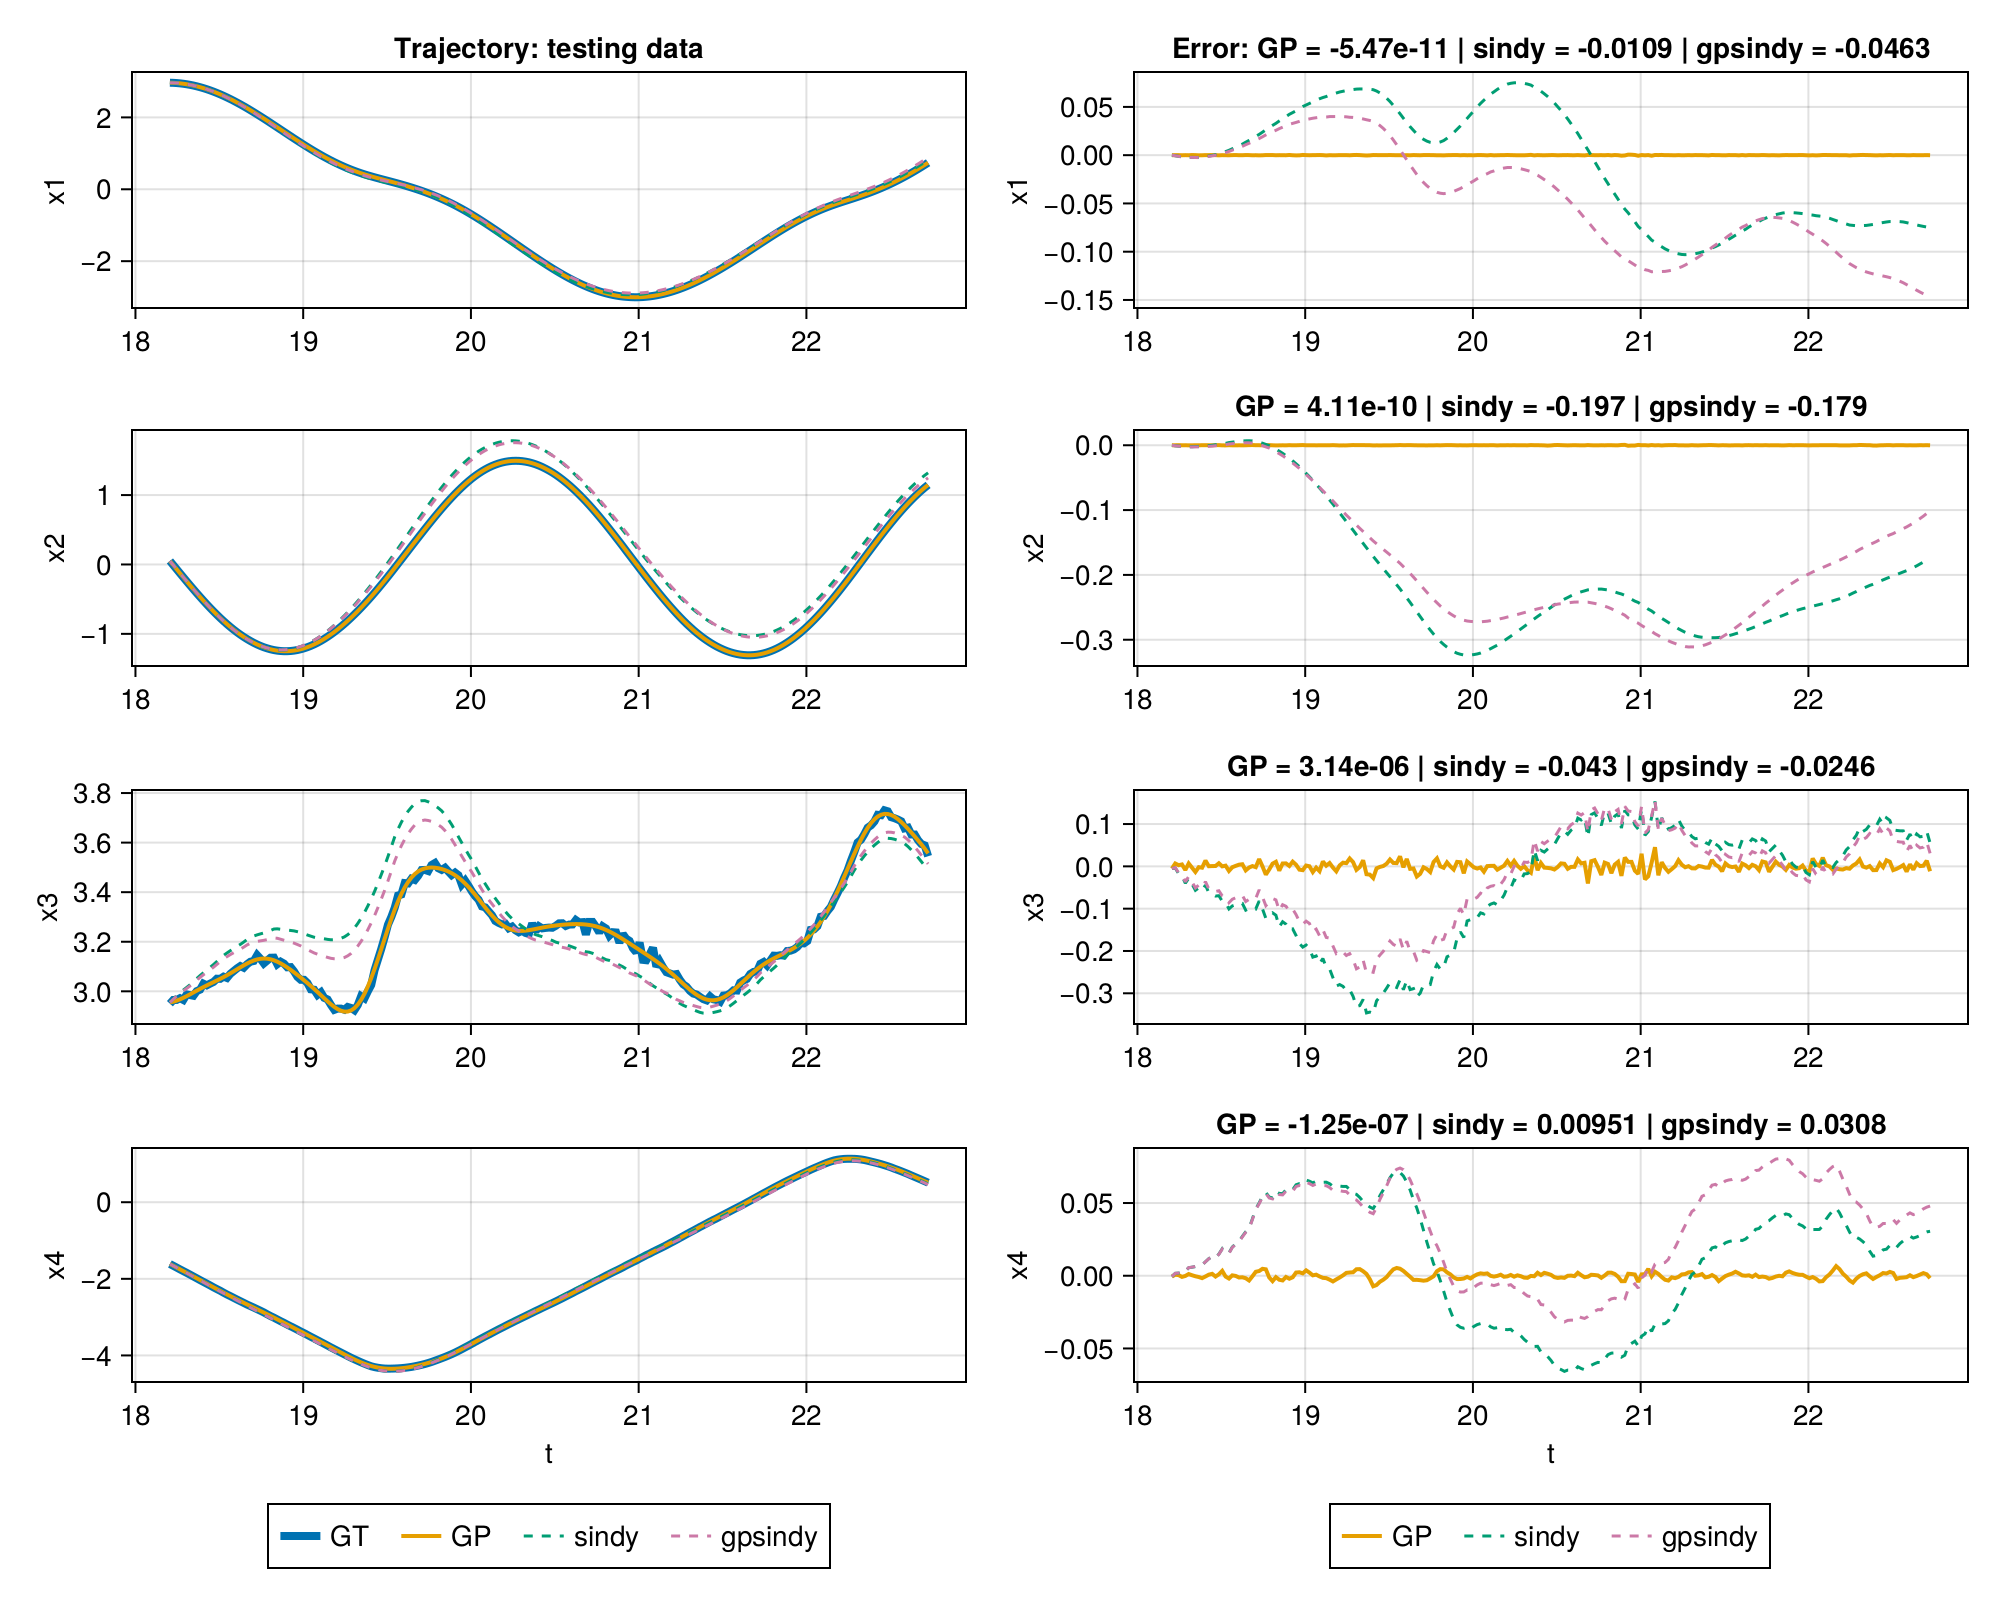 Trajectory: testing data
x1
2
0
−2
18 19 20 21 22
Error: GP = -5.47e-11 | sindy = -0.0109 | gpsindy = -0.0463
x1
0.05
0.00
−0.05
−0.10
−0.15
18 19 20 21 22
x2
1
0
−1
18 19 20 21 22
GP = 4.11e-10 | sindy = -0.197 | gpsindy = -0.179
x2
0.0
−0.1
−0.2
−0.3
18 19 20 21 22
x3
3.8
3.6
3.4
3.2
3.0
18 19 20 21 22
GP = 3.14e-06 | sindy = -0.043 | gpsindy = -0.0246
x3
0.1
0.0
−0.1
−0.2
−0.3
18 19 20 21 22
x4
0
−2
−4
18 19 20 21 22
t
GP = -1.25e-07 | sindy = 0.00951 | gpsindy = 0.0308
x4
0.05
0.00
−0.05
18 19 20 21 22
t
GT GP sindy gpsindy
GP sindy gpsindy